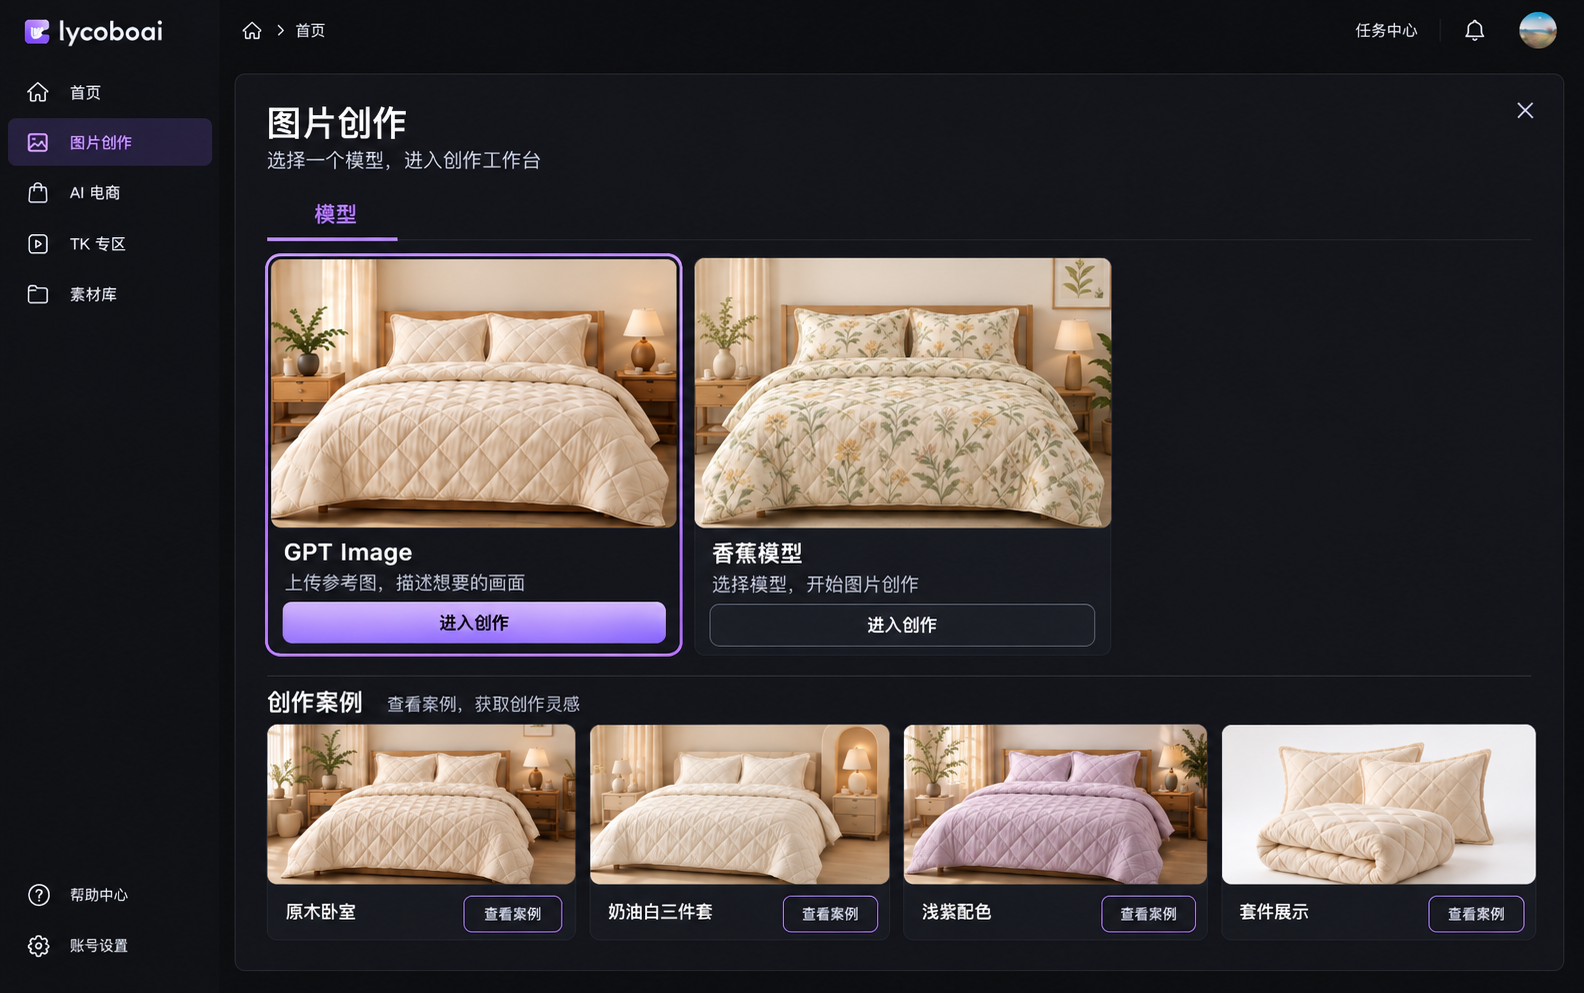 lycoboai
首页
任务中心
首页
图片创作
AI 电商
TK 专区
素材库
帮助中心
账号设置
图片创作
选择一个模型，进入创作工作台
模型
GPT Image
上传参考图，描述想要的画面
进入创作
香蕉模型
选择模型，开始图片创作
进入创作
创作案例 查看案例，获取创作灵感
原木卧室
查看案例
奶油白三件套
查看案例
浅紫配色
查看案例
套件展示
查看案例